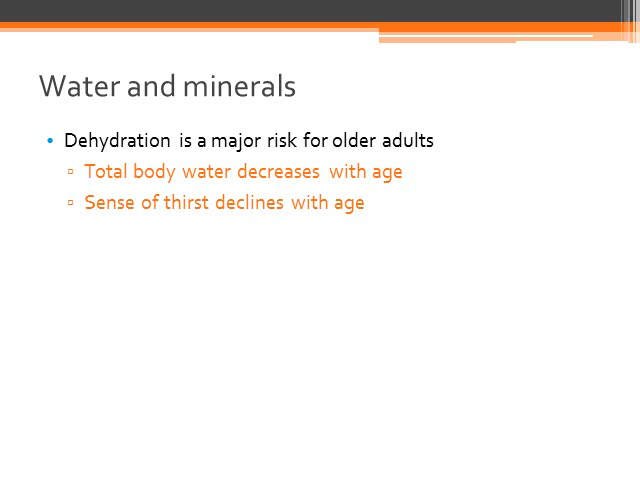 Water and minerals
• Dehydration is a major risk for older adults
▫ Total body water decreases with age
▫ Sense of thirst declines with age